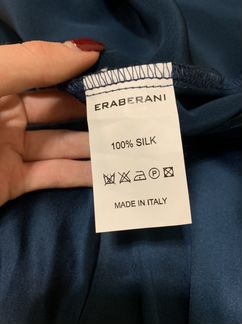 ERABERANI
100% SILK
P
MADE IN ITALY